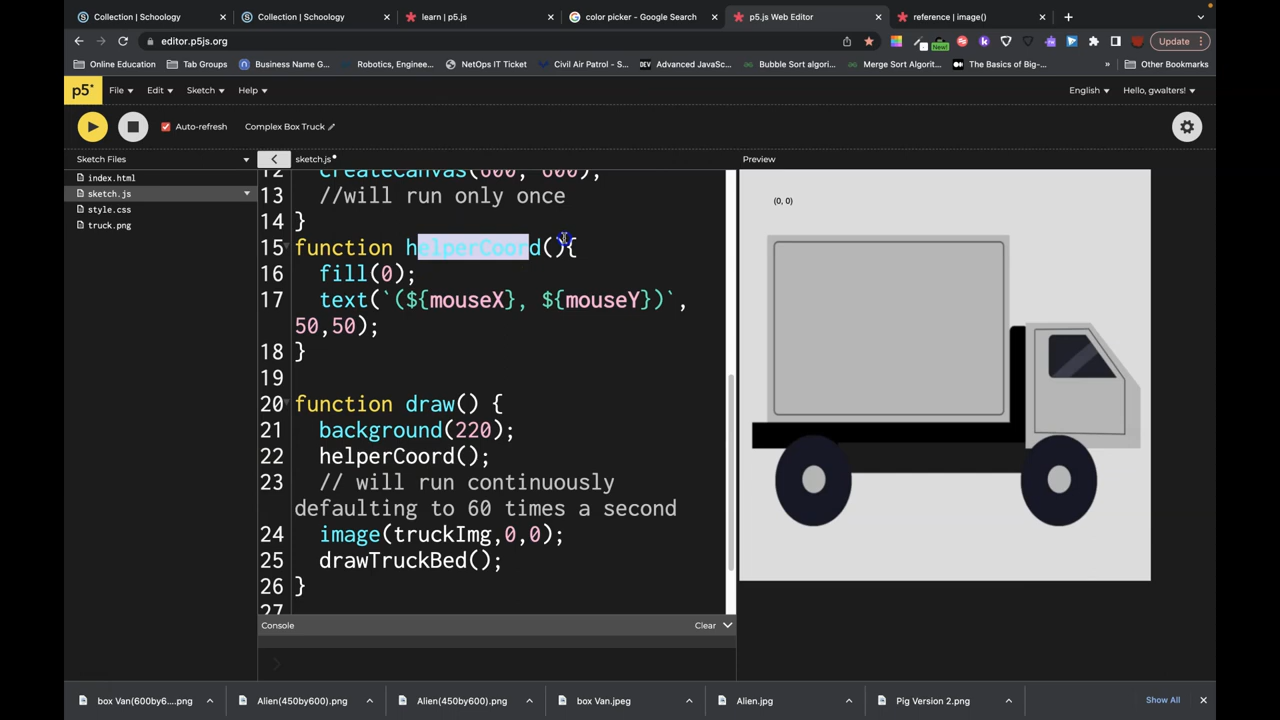 Collection | Schoology
Collection | Schoology
learn | p5.js
color picker - Google Search
p5.js Web Editor
reference | image()
editor.p5js.org
New!
Update
Online Education
Tab Groups
Business Name G...
Robotics, Enginee...
NetOps IT Ticket
Civil Air Patrol - S...
DEV
Advanced JavaSc...
Bubble Sort algori...
Merge Sort Algorit...
The Basics of Big-...
»
Other Bookmarks
p5*
File
Edit
Sketch
Help
English
Hello, gwalters!
Auto-refresh
Complex Box Truck
Sketch Files
sketch.js
Preview
index.html
sketch.js
style.css
truck.png
12 createCanvas(600, 600);
13 //will run only once
14 }
15 function helperCoord(){
16 fill(0);
17 text(`(${mouseX}, ${mouseY})`,
50,50);
18 }
19
20 function draw() {
21 background(220);
22 helperCoord();
23 // will run continuously
defaulting to 60 times a second
24 image(truckImg,0,0);
25 drawTruckBed();
26 }
27
(0, 0)
Console
Clear
>
box Van(600by6....png
Alien(450by600).png
Alien(450by600).png
box Van.jpeg
Alien.jpg
Pig Version 2.png
Show All